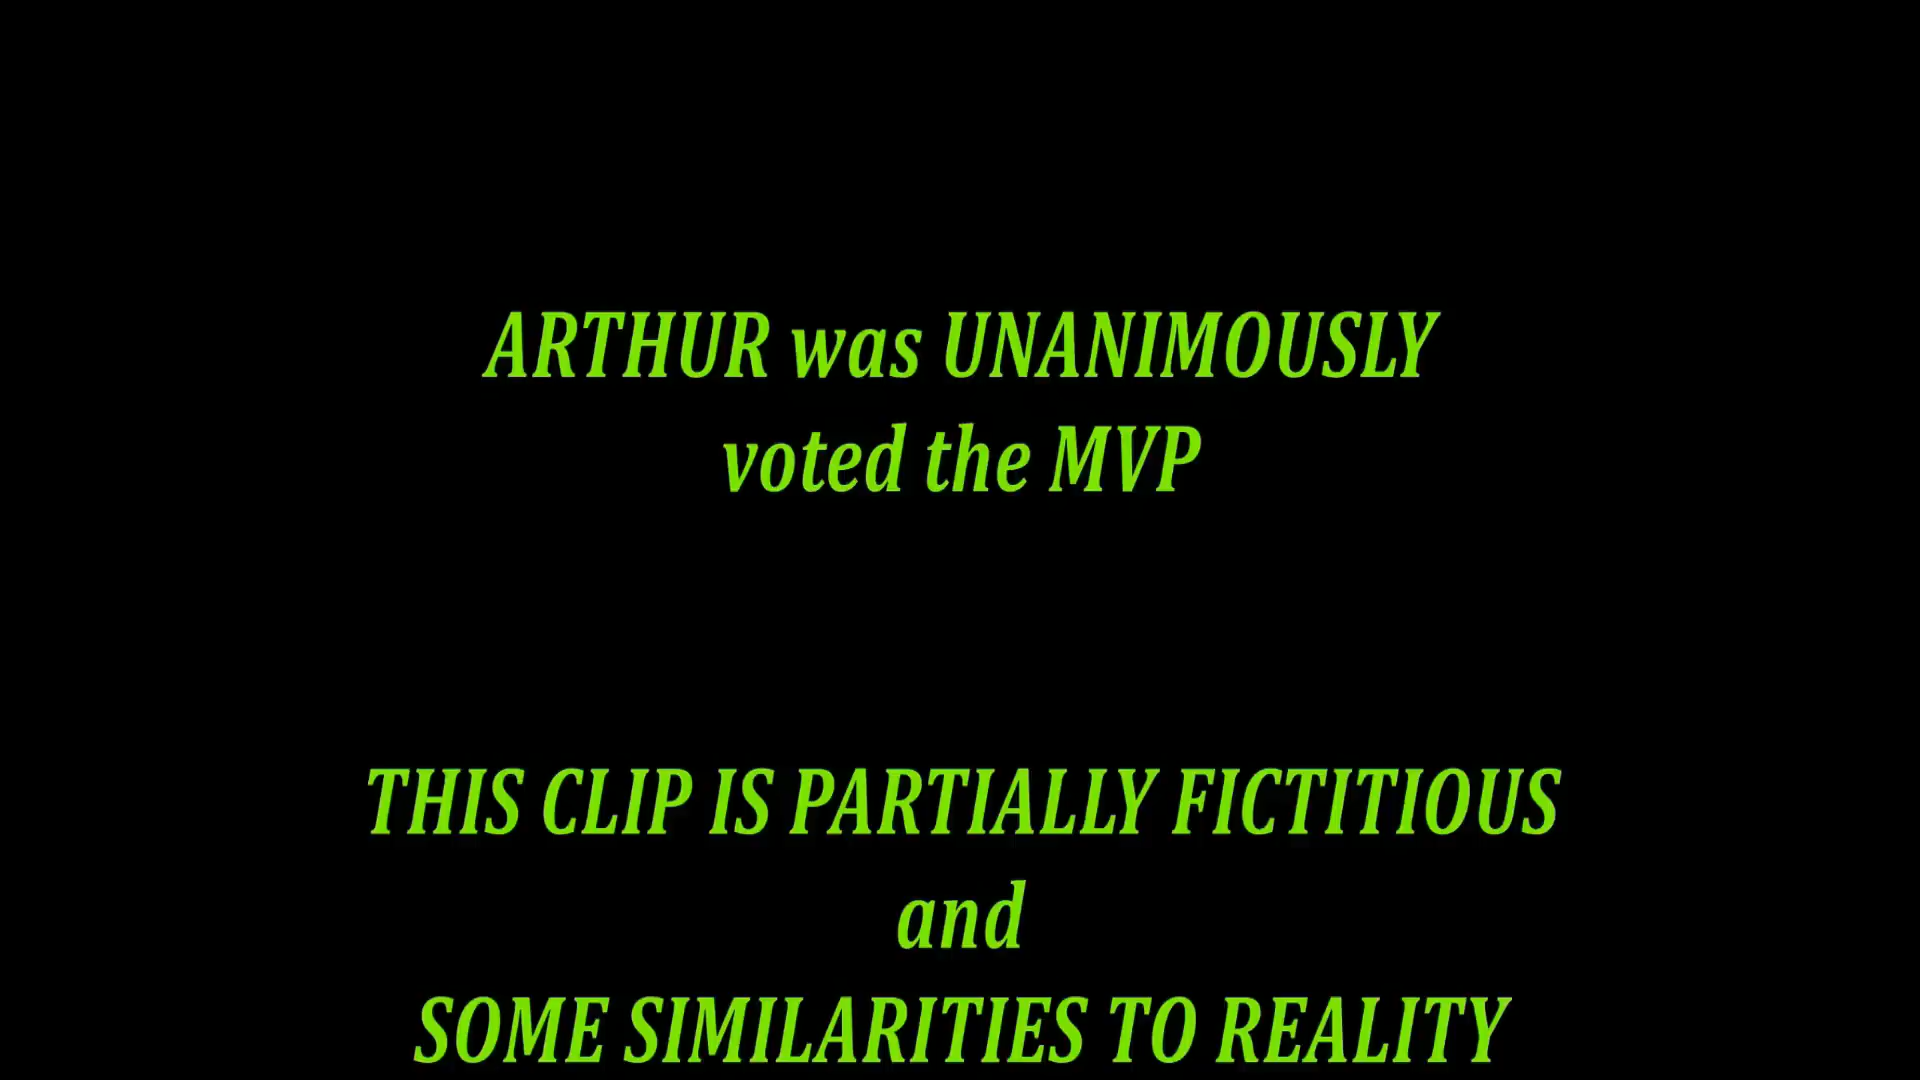 ARTHUR was UNANIMOUSLY
voted the MVP
THIS CLIP IS PARTIALLY FICTITIOUS
and
SOME SIMILARITIES TO REALITY